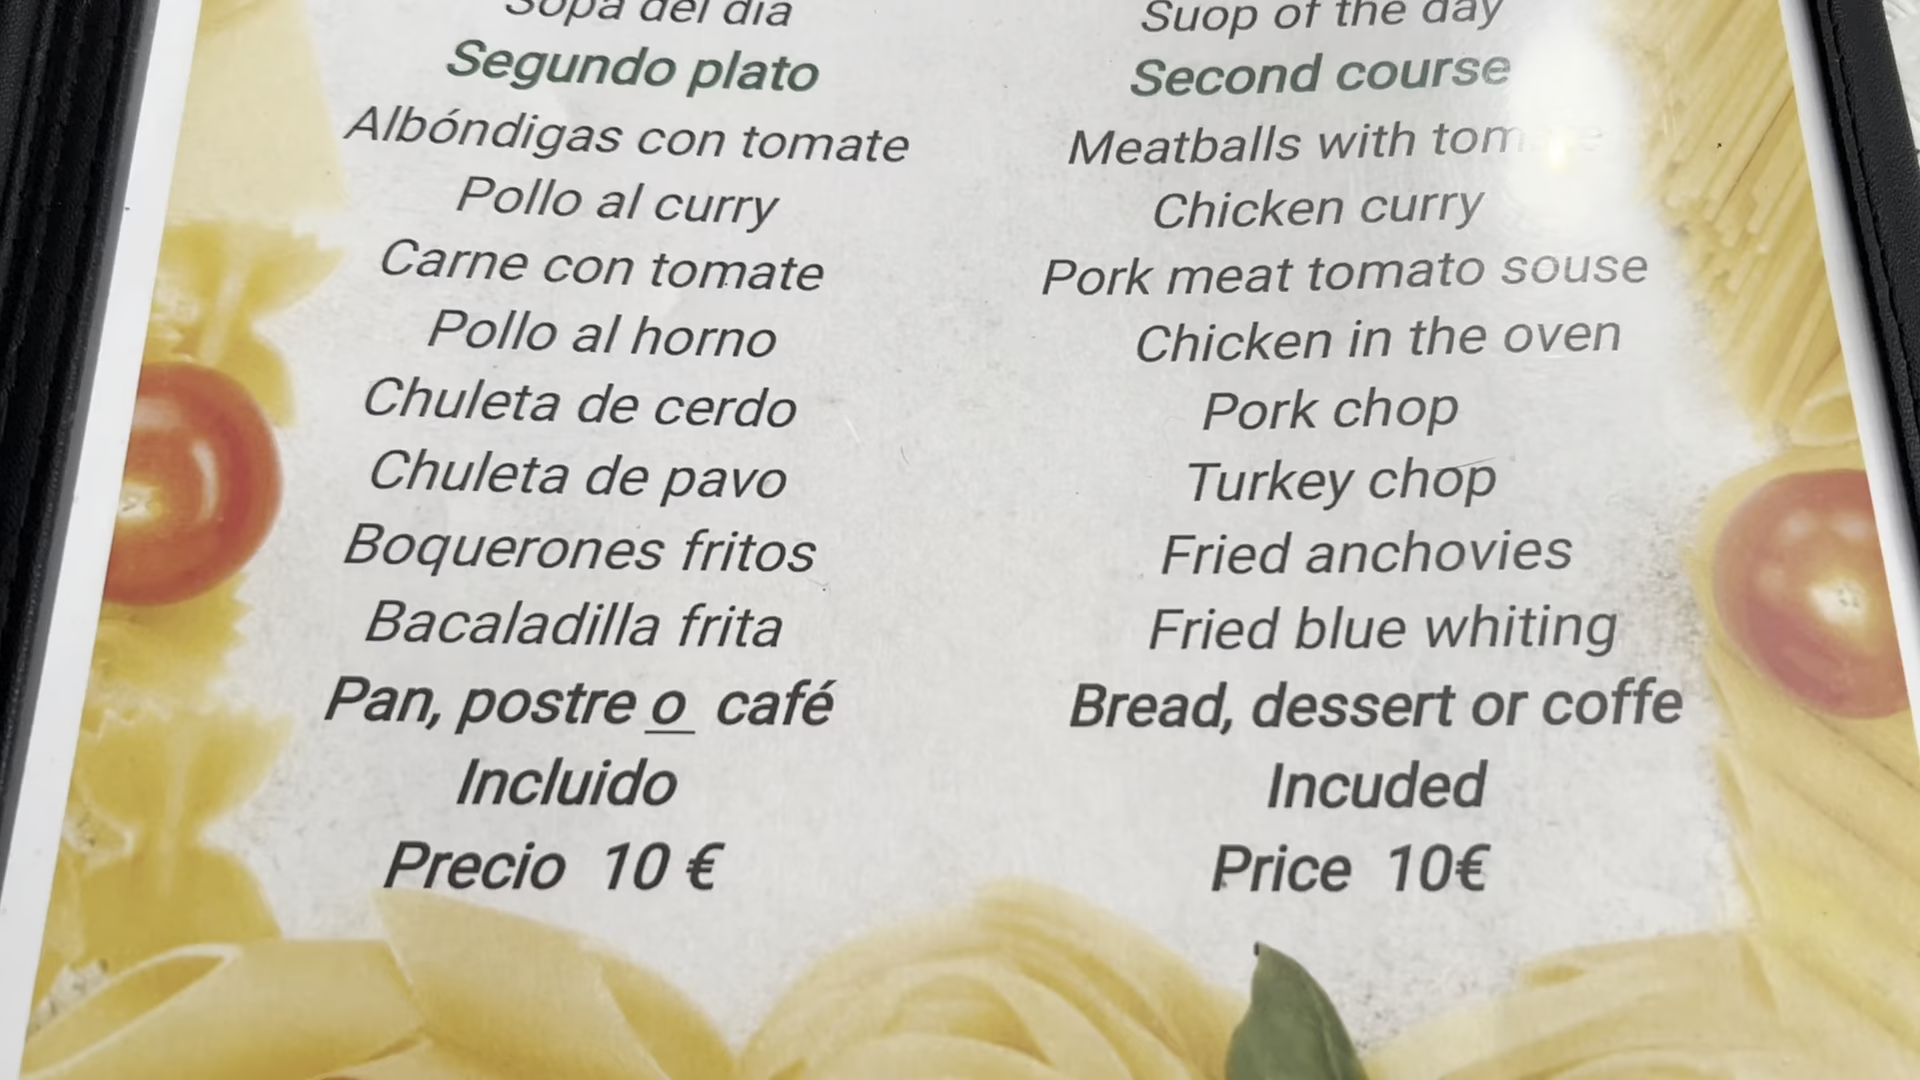 Sopa del día
Segundo plato
Albóndigas con tomate
Pollo al curry
Carne con tomate
Pollo al horno
Chuleta de cerdo
Chuleta de pavo
Boquerones fritos
Bacaladilla frita
Pan, postre o café
Incluido
Precio 10 €
Suop of the day
Second course
Meatballs with tomate
Chicken curry
Pork meat tomato souse
Chicken in the oven
Pork chop
Turkey chop
Fried anchovies
Fried blue whiting
Bread, dessert or coffe
Incuded
Price 10€